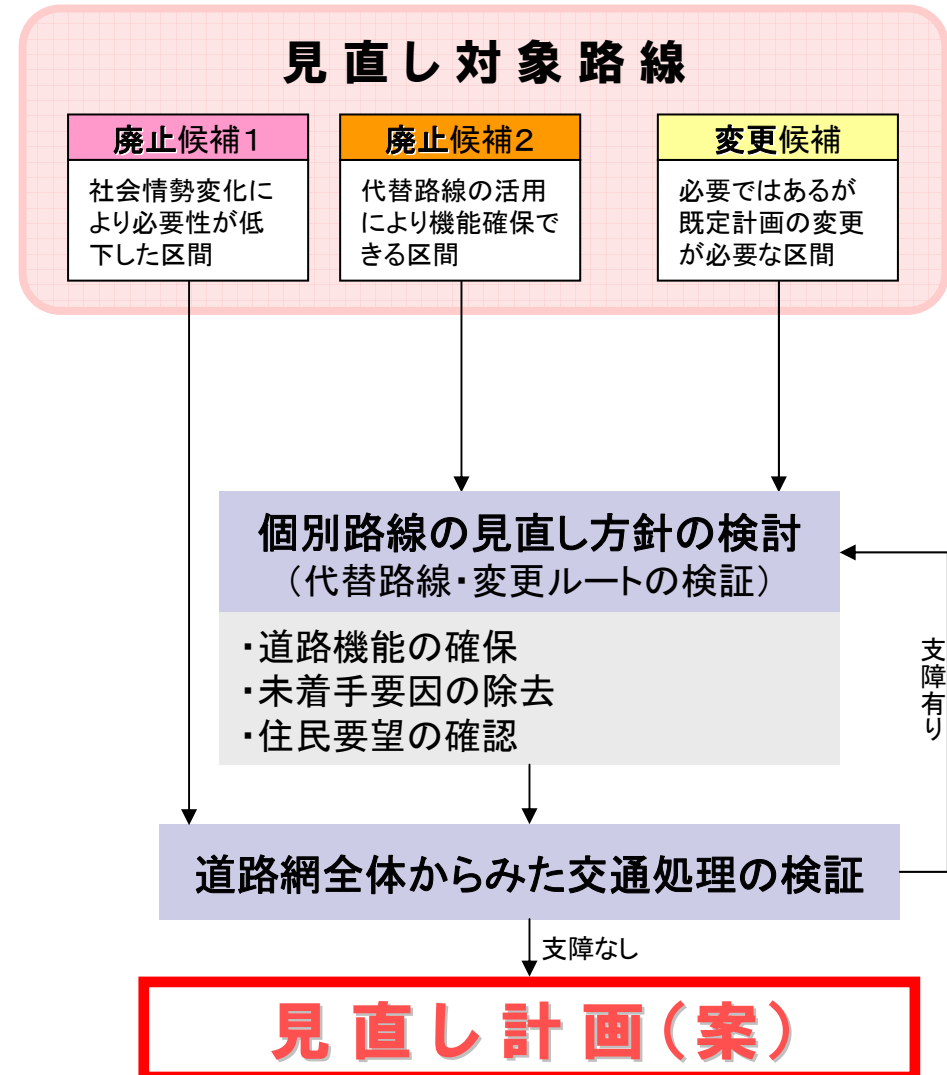 見直し対象路線
廃止候補1
社会情勢変化に
より必要性が低
下した区間
廃止候補2
代替路線の活用
により機能確保で
きる区間
変更候補
必要ではあるが
既定計画の変更
が必要な区間
個別路線の見直し方針の検討
（代替路線・変更ルートの検証）
・道路機能の確保
・未着手要因の除去
・住民要望の確認
支障有り
道路網全体からみた交通処理の検証
支障なし
見直し計画(案)